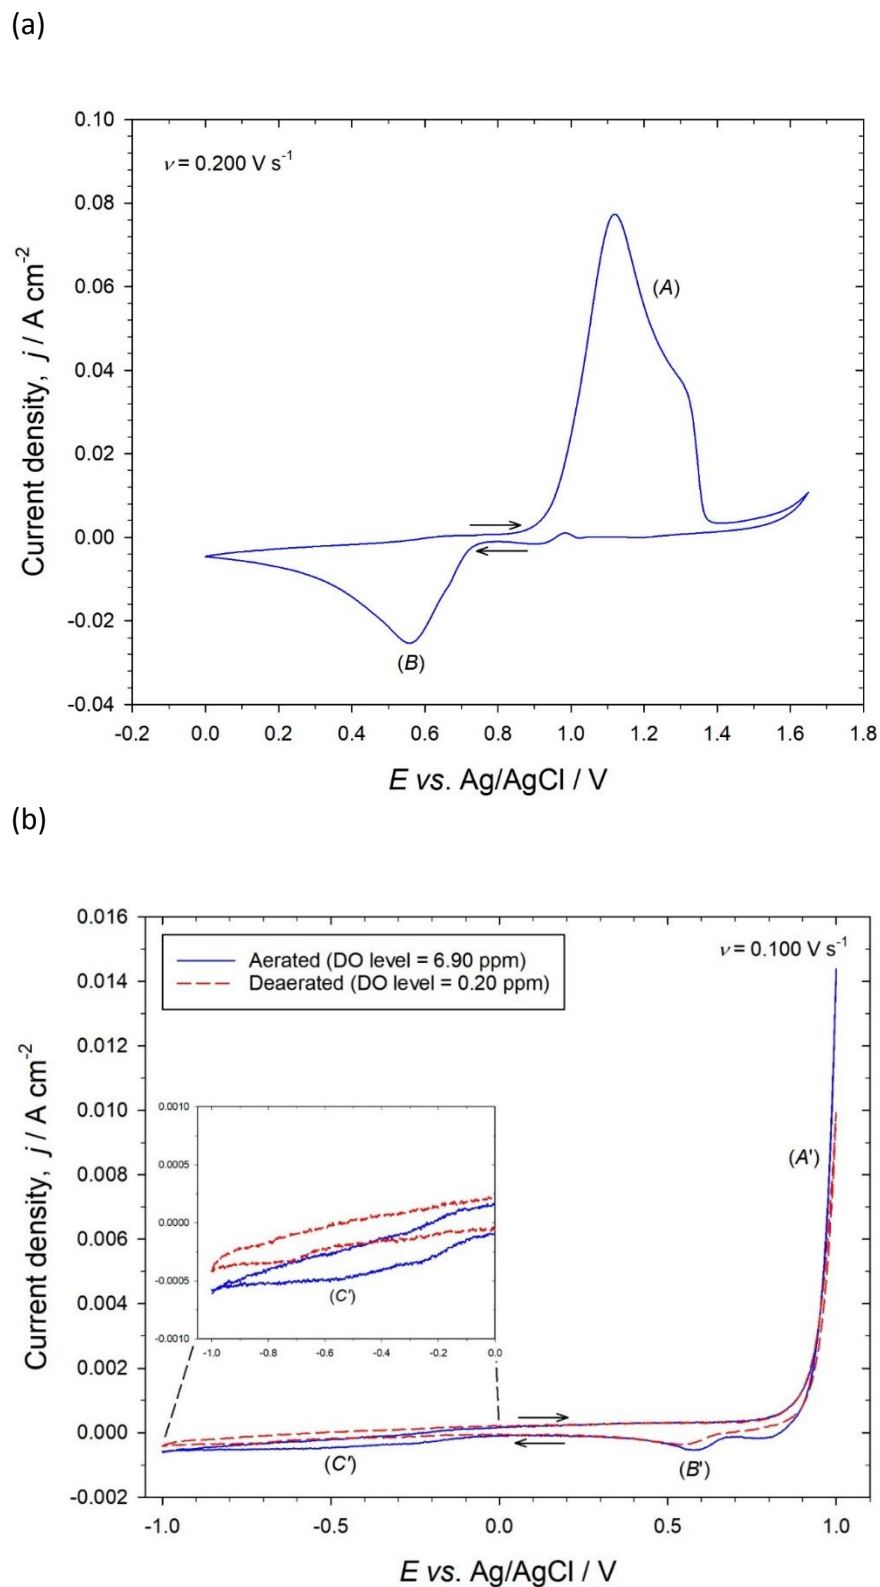 (a)
0.10
0.08
0.06
0.04
0.02
0.00
-0.02
-0.04
Current density, j / A cm-2
ν = 0.200 V s-1
(A)
(B)
-0.2 0.0 0.2 0.4 0.6 0.8 1.0 1.2 1.4 1.6 1.8
E vs. Ag/AgCl / V
(b)
0.016
0.014
0.012
0.010
0.008
0.006
0.004
0.002
0.000
-0.002
Current density, j / A cm-2
Aerated (DO level = 6.90 ppm)
Deaerated (DO level = 0.20 ppm)
ν = 0.100 V s-1
0.0010
0.0005
0.0000
-0.0005
-0.0010
(C')
-1.0 -0.8 -0.6 -0.4 -0.2 0.0
(A')
(C')
(B')
-1.0 -0.5 0.0 0.5 1.0
E vs. Ag/AgCl / V